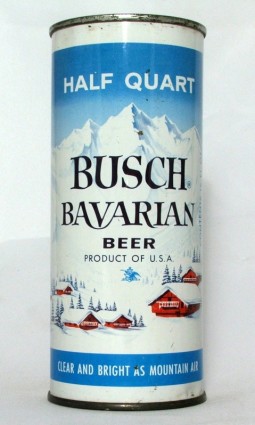 HALF QUART
BUSCH
BAVARIAN
BEER
PRODUCT OF U.S.A.
CLEAR AND BRIGHT AS MOUNTAIN AIR